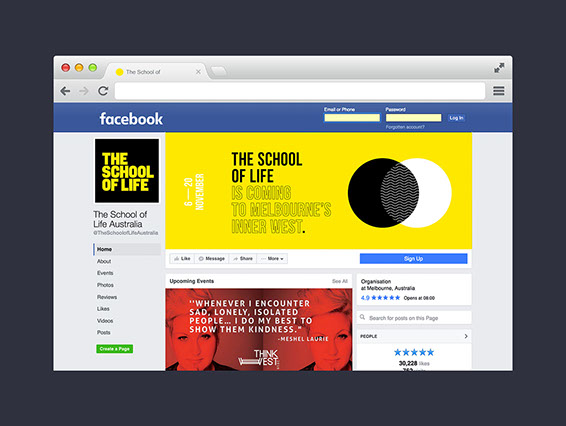 The School of
facebook
Email or Phone
Password
Log In
Forgotten account?
THE
SCHOOL
OF LIFE
6 — 20
NOVEMBER
THE SCHOOL
OF LIFE
IS COMING
TO MELBOURNE'S
INNER WEST.
The School of
Life Australia
@TheSchoolofLifeAustralia
Like
Message
Share
More
Sign Up
Home
About
Events
Photos
Reviews
Likes
Videos
Posts
Create a Page
Upcoming Events
See All
"WHENEVER I ENCOUNTER
SAD, LONELY, ISOLATED
PEOPLE... I DO MY BEST TO
SHOW THEM KINDNESS."
-MESHEL LAURIE
THINK
WEST
Organisation
at Melbourne, Australia
4.9
Opens at 08:00
Search for posts on this Page
PEOPLE
30,228 likes